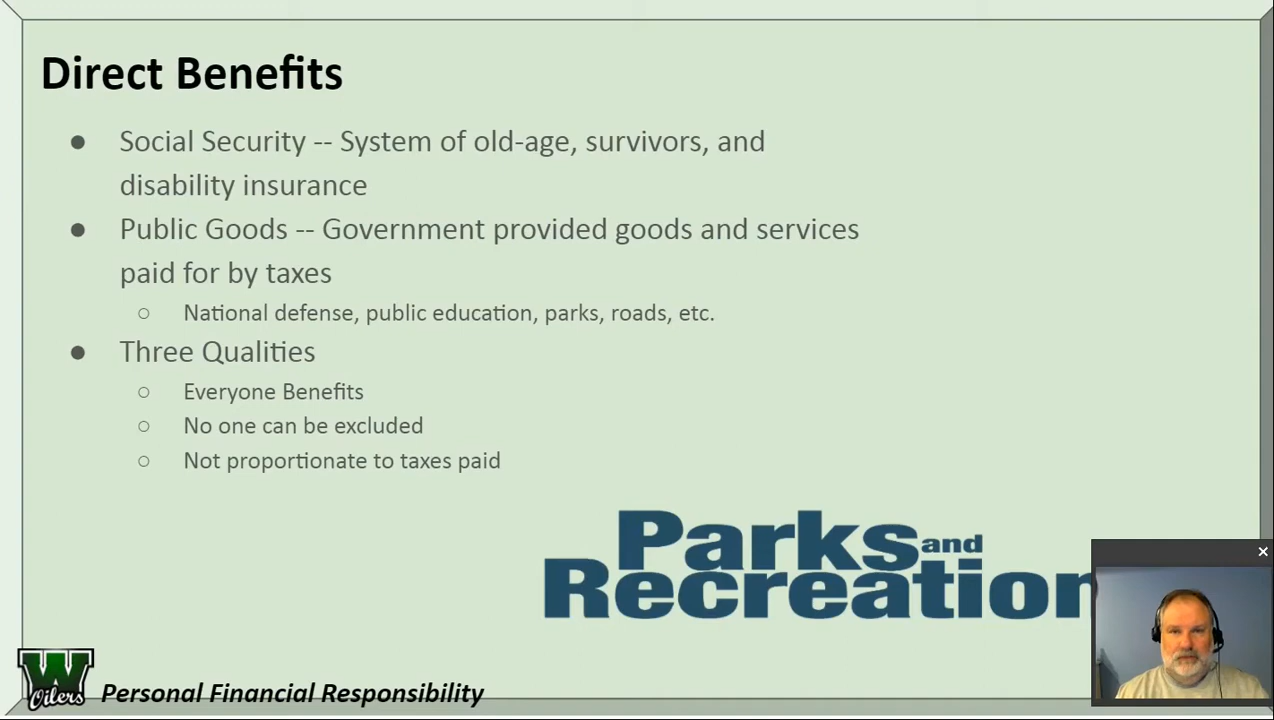 Direct Benefits
● Social Security -- System of old-age, survivors, and
disability insurance
● Public Goods -- Government provided goods and services
paid for by taxes
○ National defense, public education, parks, roads, etc.
● Three Qualities
○ Everyone Benefits
○ No one can be excluded
○ Not proportionate to taxes paid
Parks and
Recreation
W
Oilers
Personal Financial Responsibility